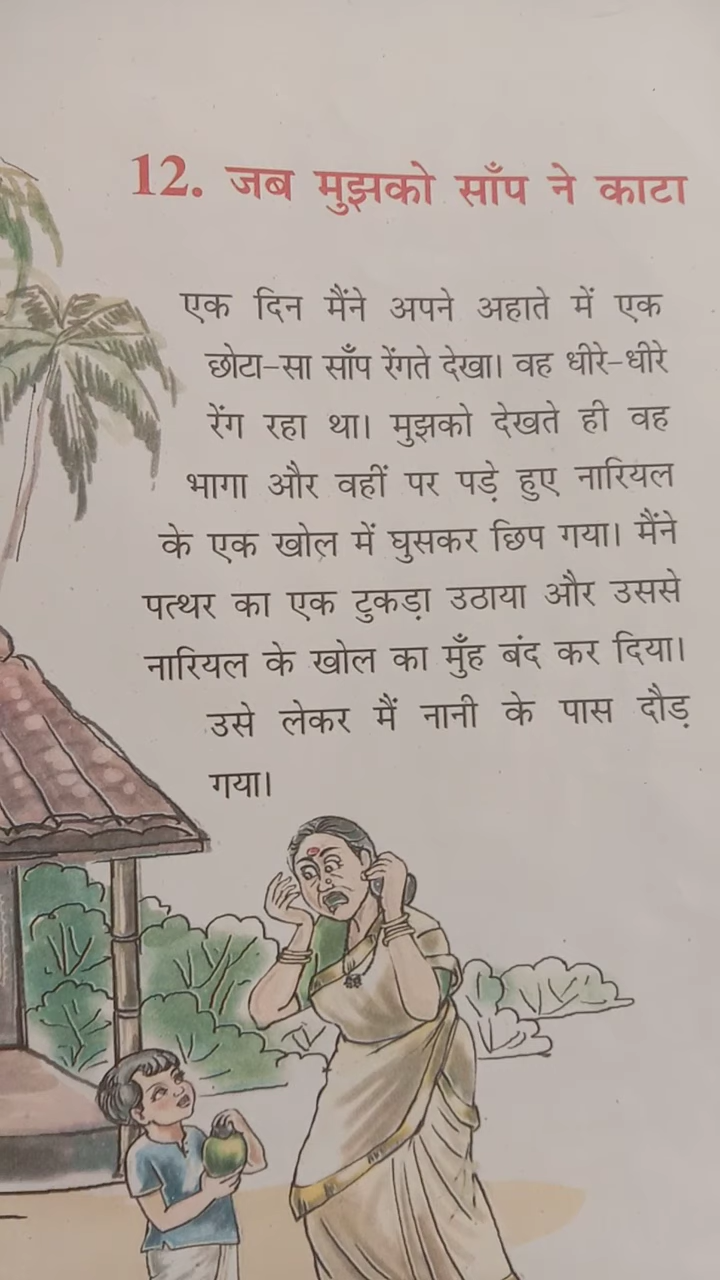 12. जब मुझको साँप ने काटा
एक दिन मैंने अपने अहाते में एक
छोटा-सा साँप रेंगते देखा। वह धीरे-धीरे
रेंग रहा था। मुझको देखते ही वह
भागा और वहीं पर पड़े हुए नारियल
के एक खोल में घुसकर छिप गया। मैंने
पत्थर का एक टुकड़ा उठाया और उससे
नारियल के खोल का मुँह बंद कर दिया।
उसे लेकर मैं नानी के पास दौड़
गया।